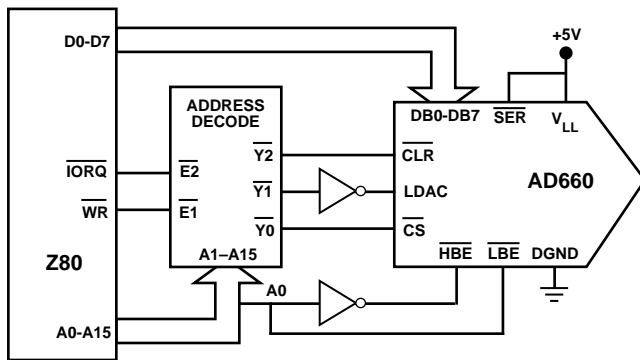 D0-D7
+5V
ADDRESS
DECODE
DB0-DB7
SER
VLL
Y2
CLR
IORQ
E2
Y1
LDAC
AD660
WR
E1
Y0
CS
Z80
A1–A15
HBE
LBE
DGND
A0
A0-A15